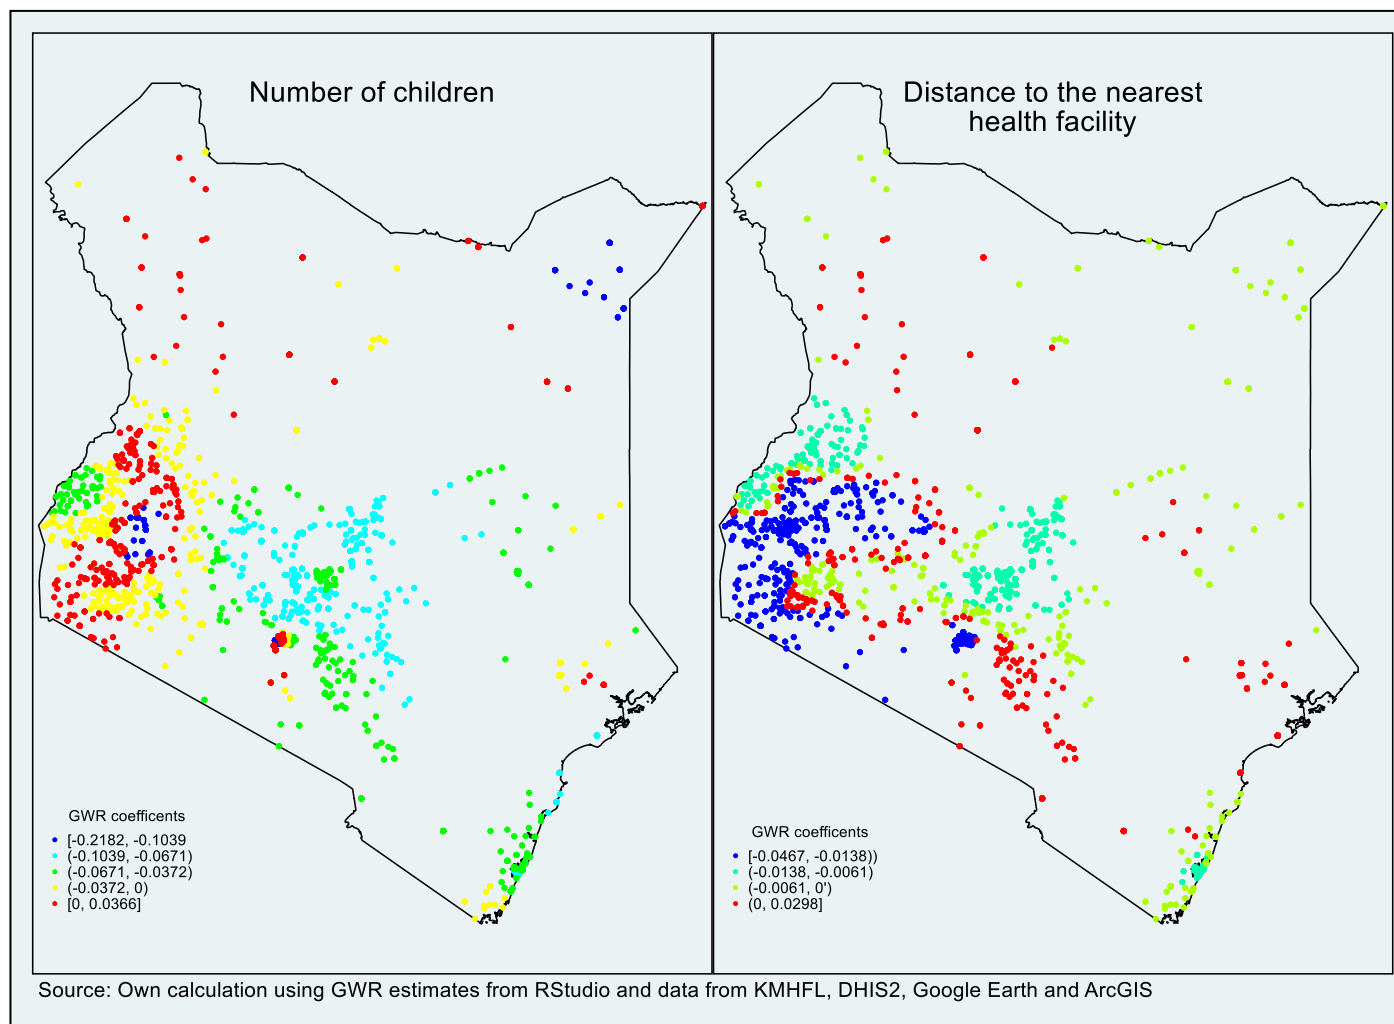 Number of children
Distance to the nearest
health facility
GWR coefficents
[-0.2182, -0.1039
(-0.1039, -0.0671)
(-0.0671, -0.0372)
(-0.0372, 0)
[0, 0.0366]
GWR coefficents
[-0.0467, -0.0138))
(-0.0138, -0.0061)
(-0.0061, 0')
(0, 0.0298]
Source: Own calculation using GWR estimates from RStudio and data from KMHFL, DHIS2, Google Earth and ArcGIS